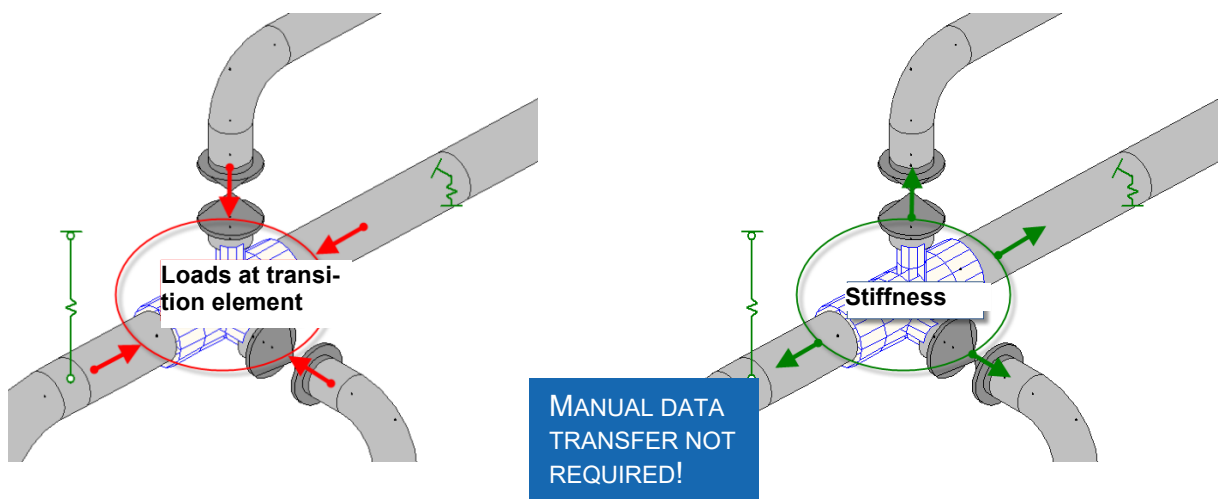 Loads at transi-
tion element
Stiffness
MANUAL DATA
TRANSFER NOT
REQUIRED!